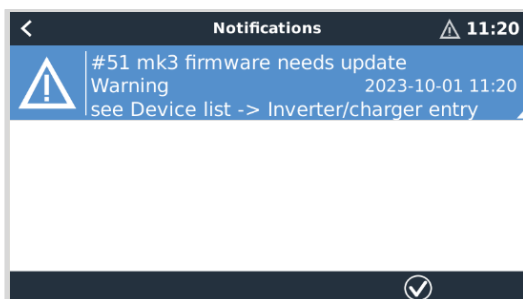 Notifications
11:20
#51 mk3 firmware needs update
Warning
2023-10-01 11:20
see Device list -> Inverter/charger entry